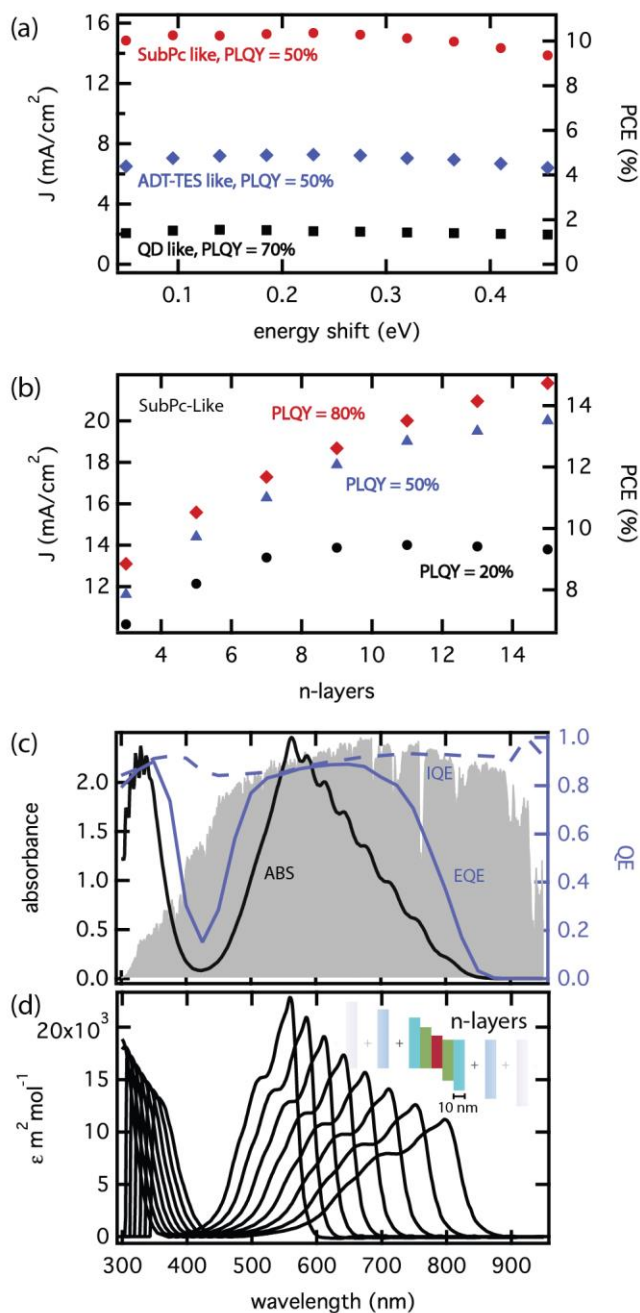 (a)
16
12
8
4
0
J (mA/cm²)
SubPc like, PLQY = 50%
ADT-TES like, PLQY = 50%
QD like, PLQY = 70%
10
8
6
4
2
0
PCE (%)
0.1 0.2 0.3 0.4
energy shift (eV)
(b)
SubPc-Like
PLQY = 80%
PLQY = 50%
PLQY = 20%
20
18
16
14
12
J (mA/cm²)
14
12
10
8
PCE (%)
4 6 8 10 12 14
n-layers
(c)
2.0
1.5
1.0
0.5
0.0
absorbance
ABS
IQE
EQE
1.0
0.8
0.6
0.4
0.2
0.0
QE
(d)
n-layers
+ + + +
10 nm
20x10³
15
10
5
0
ε m² mol⁻¹
300 400 500 600 700 800 900
wavelength (nm)